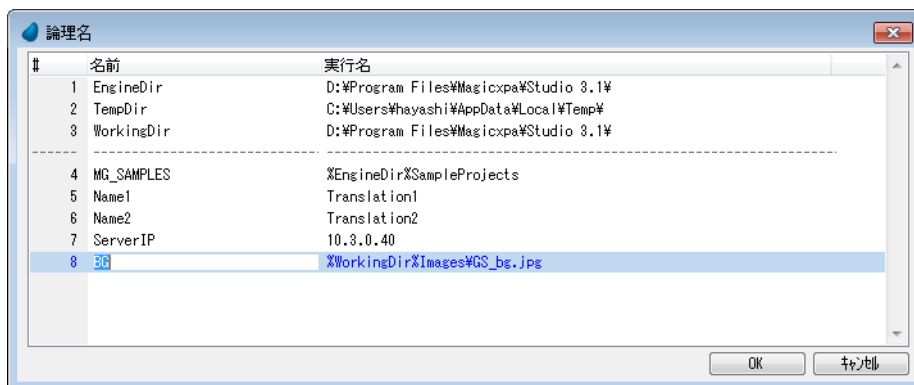 論理名
# 名前 実行名
1 EngineDir D:¥Program Files¥Magicxpa¥Studio 3.1¥
2 TempDir C:¥Users¥hayashi¥AppData¥Local¥Temp¥
3 WorkingDir D:¥Program Files¥Magicxpa¥Studio 3.1¥
4 MG_SAMPLES %EngineDir%SampleProjects
5 Name1 Translation1
6 Name2 Translation2
7 ServerIP 10.3.0.40
8 BG %WorkingDir%Images¥GS_bg.jpg
OK キャンセル